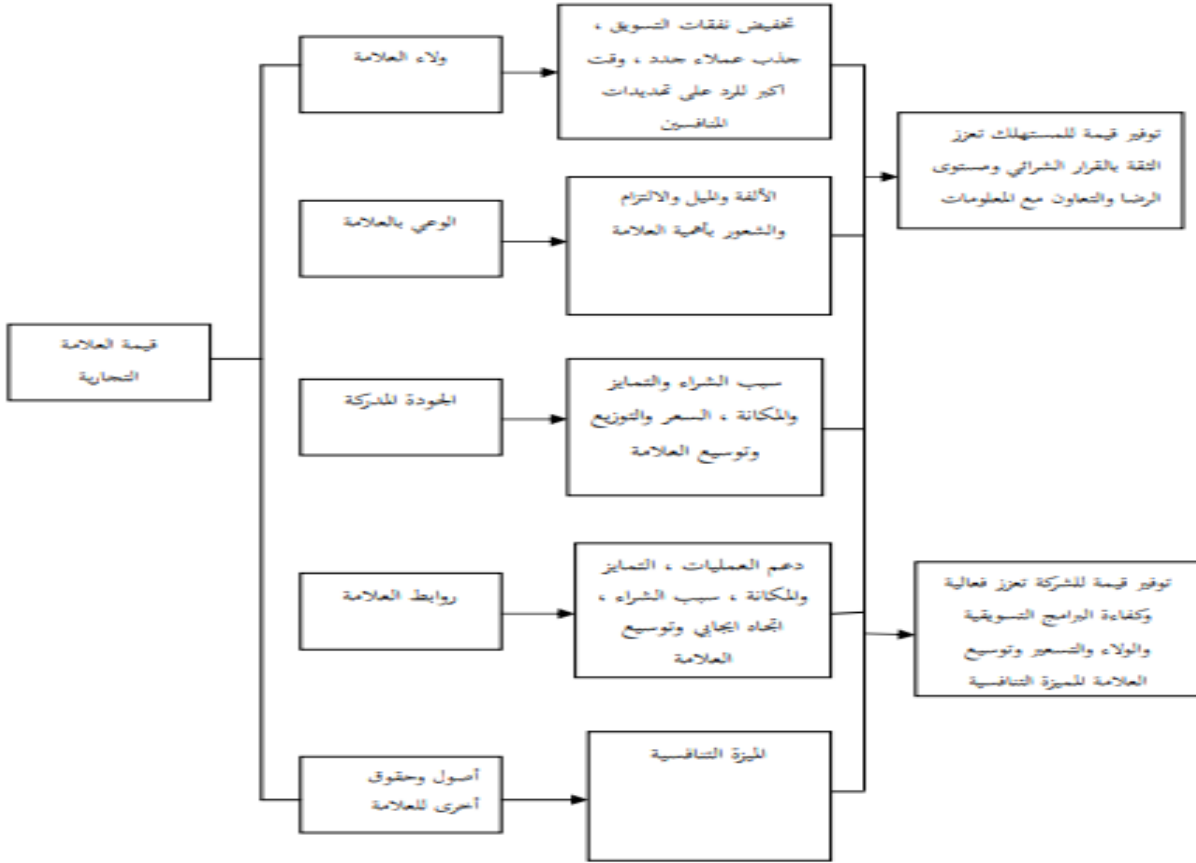 ولاء العلامة
تخفيض نفقات التسويق ،
جذب عملاء جدد ، وقت
اكبر للرد على تهديدات
المنافسين
توفير قيمة للمستهلك تعزز
الثقة بالقرار الشرائي ومستوى
الرضا والتعاون مع المعلومات
الوعي بالعلامة
الألفة والميل والالتزام
والشعور بأهمية العلامة
قيمة العلامة
التجارية
الجودة المدركة
سبب الشراء والتمايز
والمكانة ، السعر والتوزيع
وتوسيع العلامة
روابط العلامة
دعم العمليات ، التمايز
والمكانة ، سبب الشراء ،
اتجاه ايجابي وتوسيع
العلامة
توفير قيمة للشركة تعزز فعالية
وكفاءة البرامج التسويقية
والولاء والتسعير وتوسيع
العلامة الميزة التنافسية
أصول وحقوق
أخرى للعلامة
الميزة التنافسية